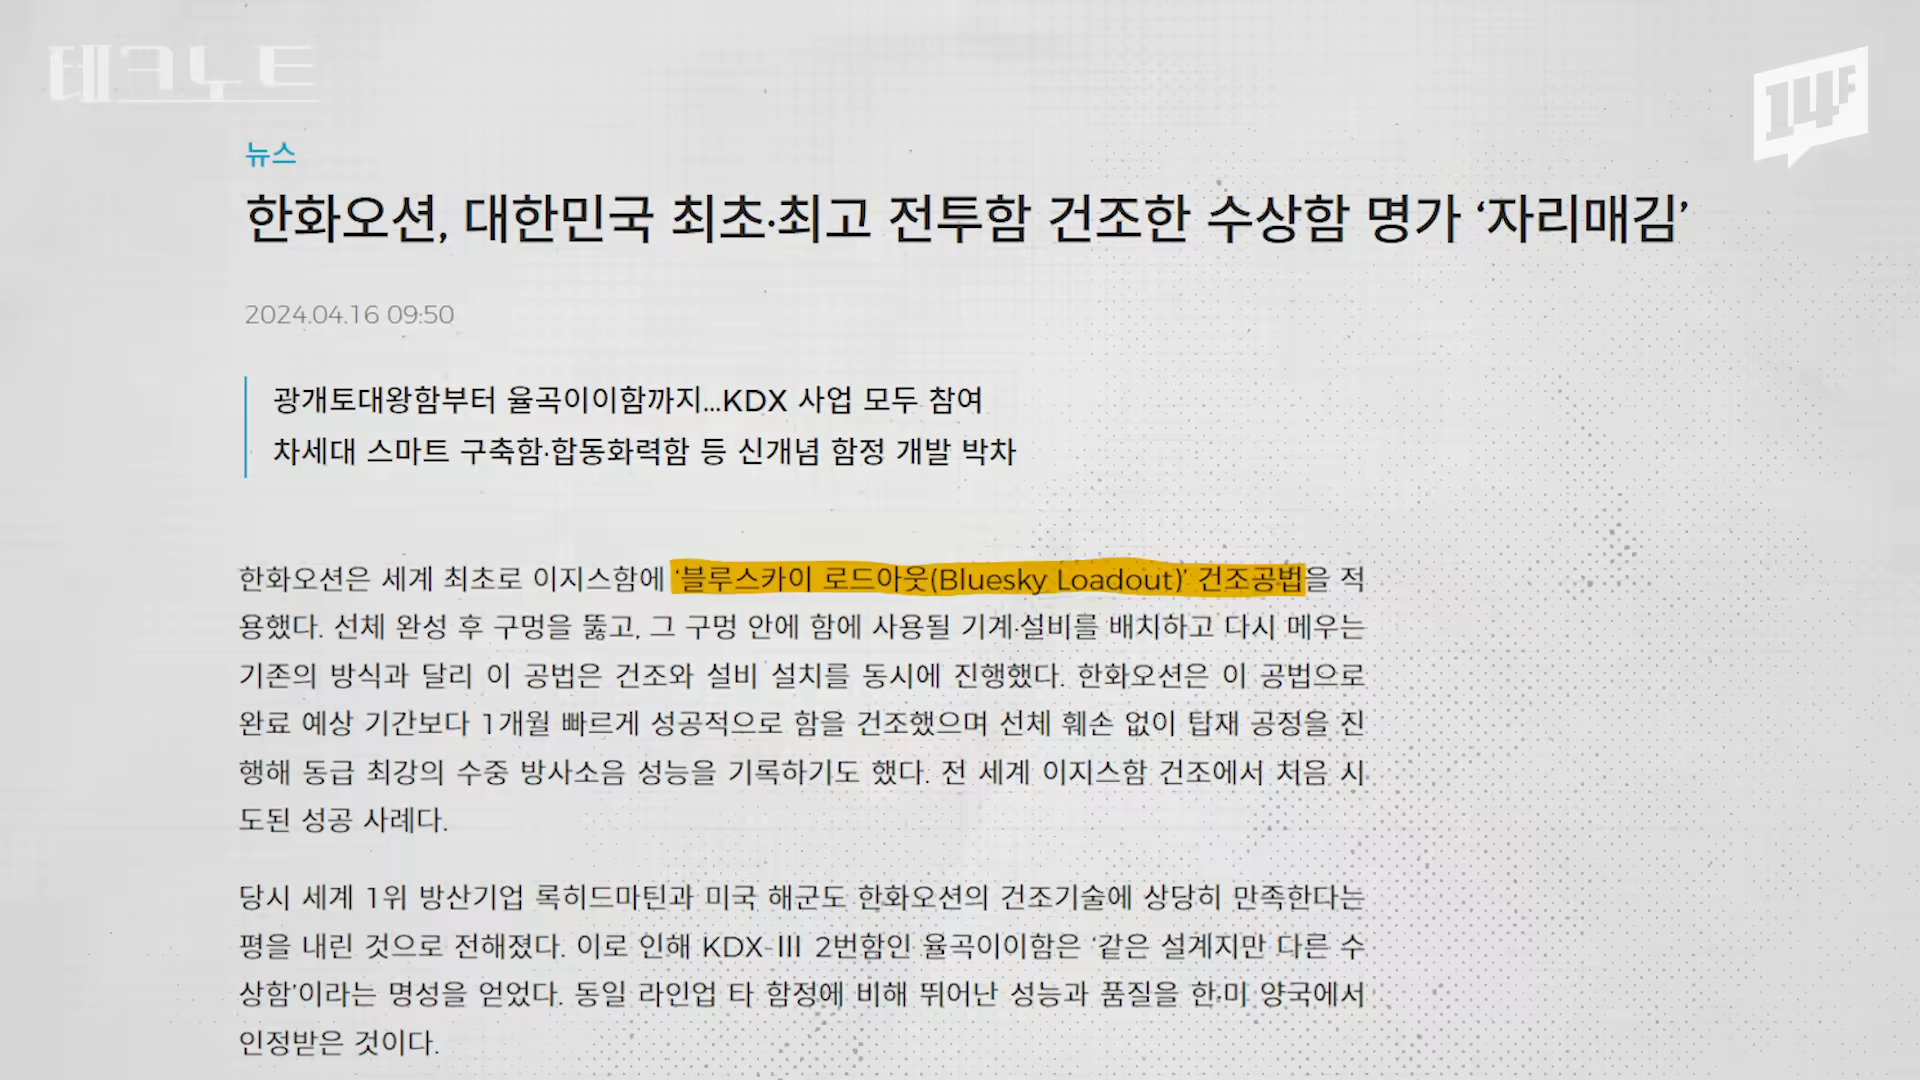 테크노트
14F
뉴스
한화오션, 대한민국 최초·최고 전투함 건조한 수상함 명가 ‘자리매김’
2024.04.16 09:50
광개토대왕함부터 율곡이이함까지...KDX 사업 모두 참여
차세대 스마트 구축함·합동화력함 등 신개념 함정 개발 박차
한화오션은 세계 최초로 이지스함에 ‘블루스카이 로드아웃(Bluesky Loadout)’ 건조공법을 적
용했다. 선체 완성 후 구멍을 뚫고, 그 구멍 안에 함에 사용될 기계·설비를 배치하고 다시 메우는
기존의 방식과 달리 이 공법은 건조와 설비 설치를 동시에 진행했다. 한화오션은 이 공법으로
완료 예상 기간보다 1개월 빠르게 성공적으로 함을 건조했으며 선체 훼손 없이 탑재 공정을 진
행해 동급 최강의 수중 방사소음 성능을 기록하기도 했다. 전 세계 이지스함 건조에서 처음 시
도된 성공 사례다.
당시 세계 1위 방산기업 록히드마틴과 미국 해군도 한화오션의 건조기술에 상당히 만족한다는
평을 내린 것으로 전해졌다. 이로 인해 KDX-III 2번함인 율곡이이함은 ‘같은 설계지만 다른 수
상함’이라는 명성을 얻었다. 동일 라인업 타 함정에 비해 뛰어난 성능과 품질을 한·미 양국에서
인정받은 것이다.